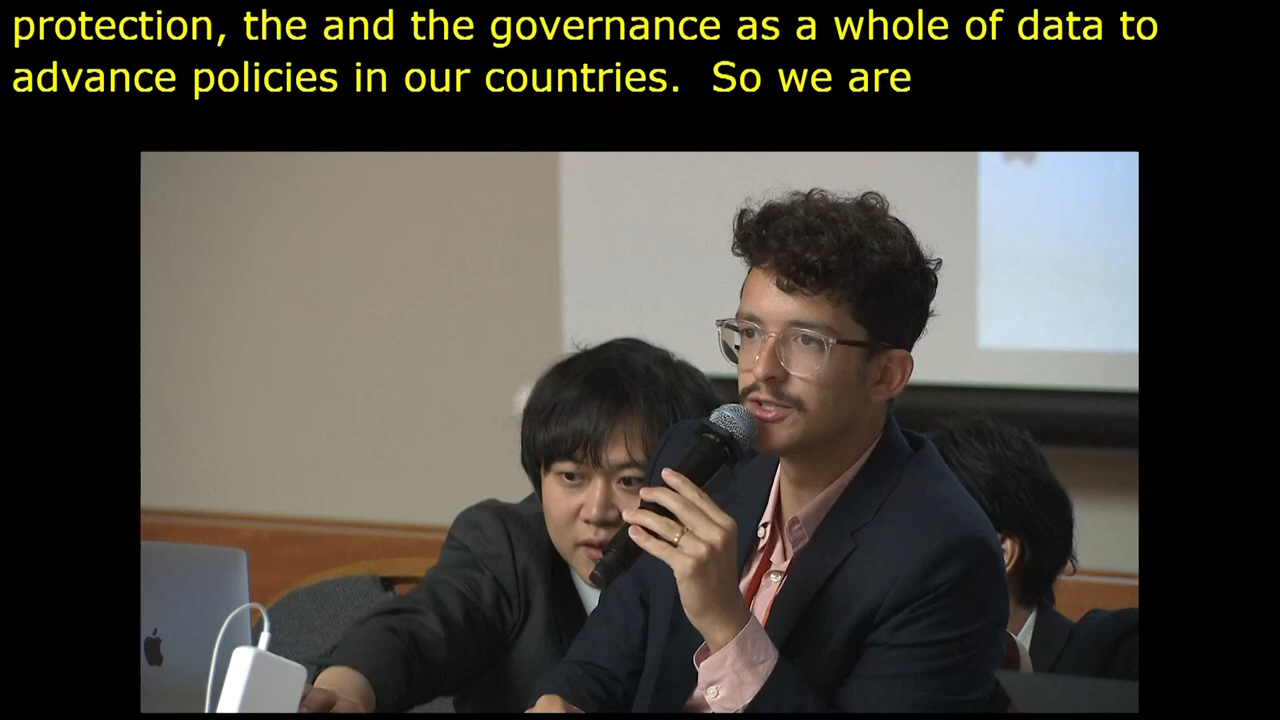 protection, the and the governance as a whole of data to
advance policies in our countries.  So we are